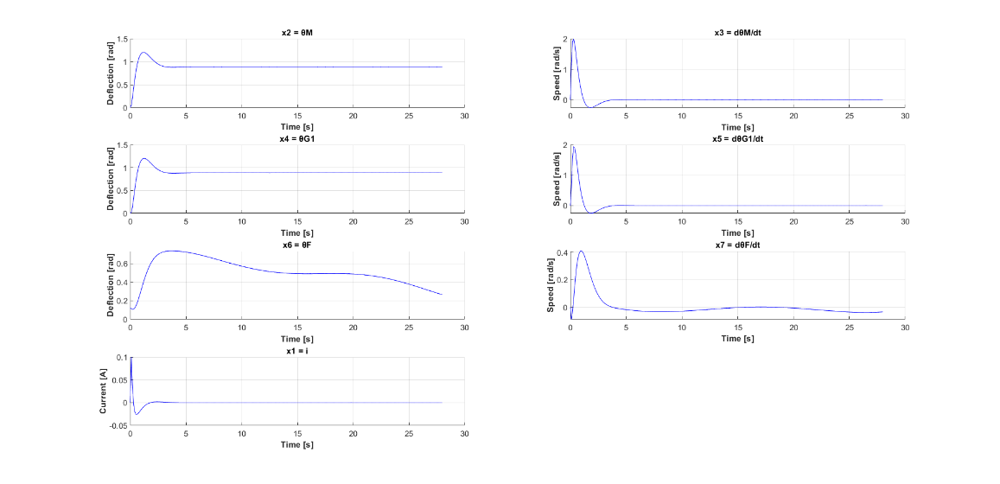 x2 = θM
Deflection [rad]
1.5
1
0.5
0
0 5 10 15 20 25 30
Time [s]
x3 = dθM/dt
Speed [rad/s]
2
1
0
0 5 10 15 20 25 30
Time [s]
x4 = θG1
Deflection [rad]
1.5
1
0.5
0
0 5 10 15 20 25 30
Time [s]
x5 = dθG1/dt
Speed [rad/s]
2
1
0
0 5 10 15 20 25 30
Time [s]
x6 = θF
Deflection [rad]
0.6
0.4
0.2
0
0 5 10 15 20 25 30
Time [s]
x7 = dθF/dt
Speed [rad/s]
0.4
0.2
0
0 5 10 15 20 25 30
Time [s]
x1 = i
Current [A]
0.1
0.05
0
-0.05
0 5 10 15 20 25 30
Time [s]